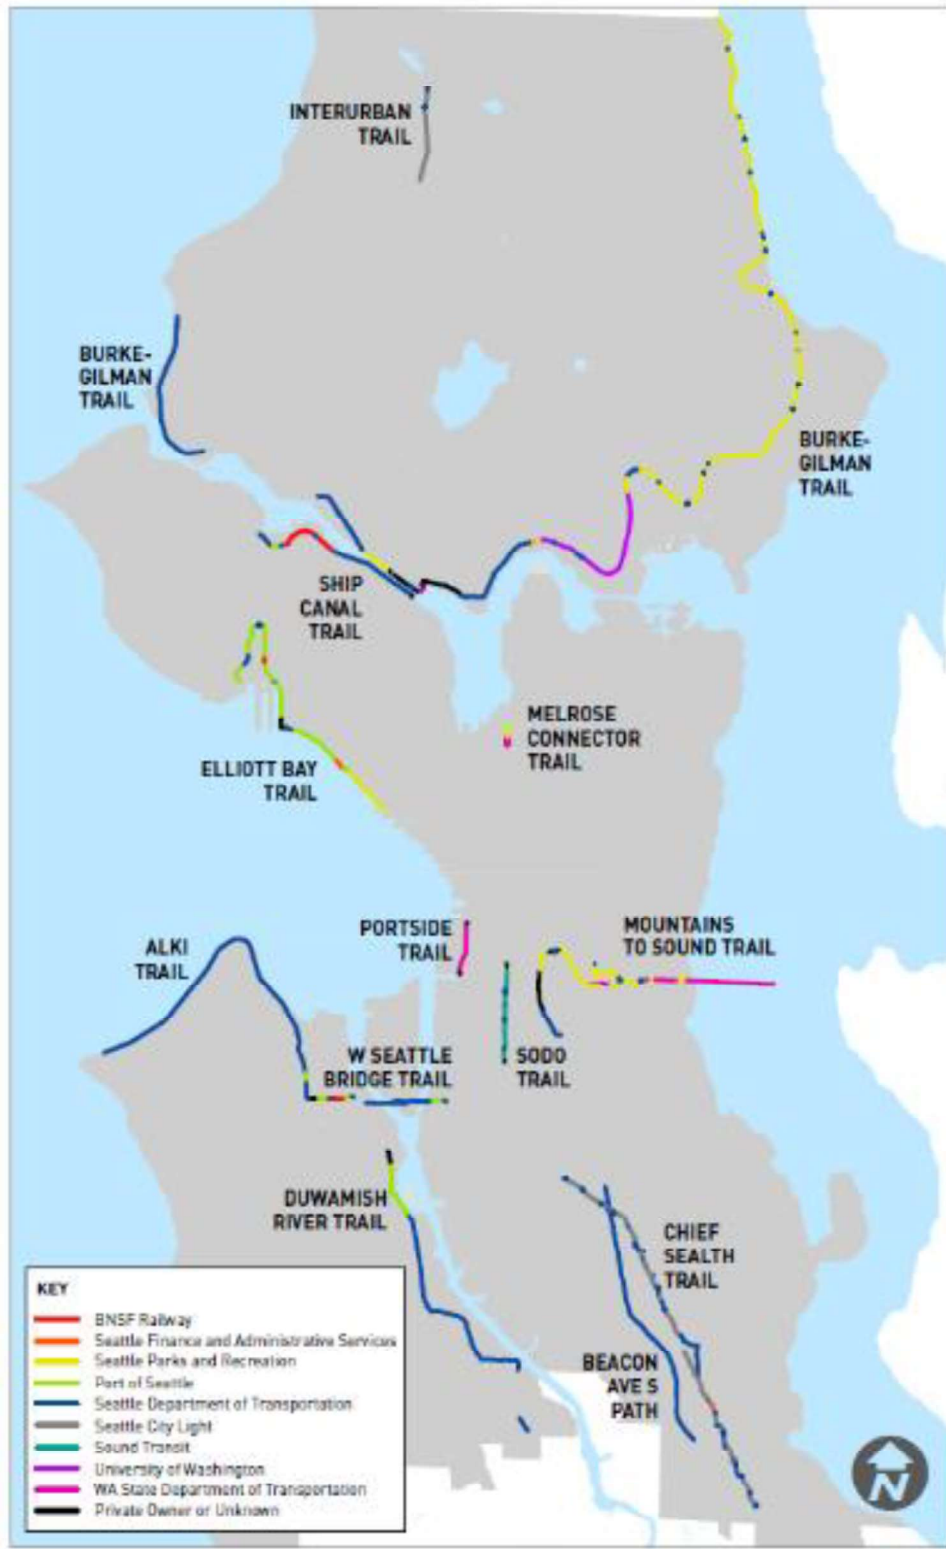 INTERURBAN
TRAIL
BURKE-
GILMAN
TRAIL
BURKE-
GILMAN
TRAIL
SHIP
CANAL
TRAIL
MELROSE
CONNECTOR
TRAIL
ELLIOTT BAY
TRAIL
PORTSIDE
TRAIL
MOUNTAINS
TO SOUND TRAIL
ALKI
TRAIL
W SEATTLE
BRIDGE TRAIL
SODO
TRAIL
DUWAMISH
RIVER TRAIL
CHIEF
SEALTH
TRAIL
BEACON
AVE S
PATH
KEY
BNSF Railway
Seattle Finance and Administrative Services
Seattle Parks and Recreation
Port of Seattle
Seattle Department of Transportation
Seattle City Light
Sound Transit
University of Washington
WA State Department of Transportation
Private Owner or Unknown
N